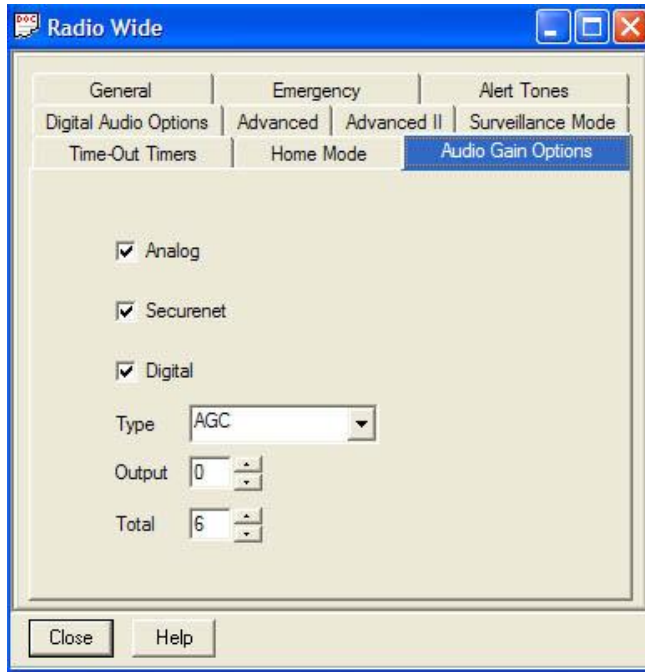 DOC
Radio Wide
General
Emergency
Alert Tones
Digital Audio Options
Advanced
Advanced II
Surveillance Mode
Time-Out Timers
Home Mode
Audio Gain Options
Analog
Securenet
Digital
Type AGC
Output 0
Total 6
Close
Help